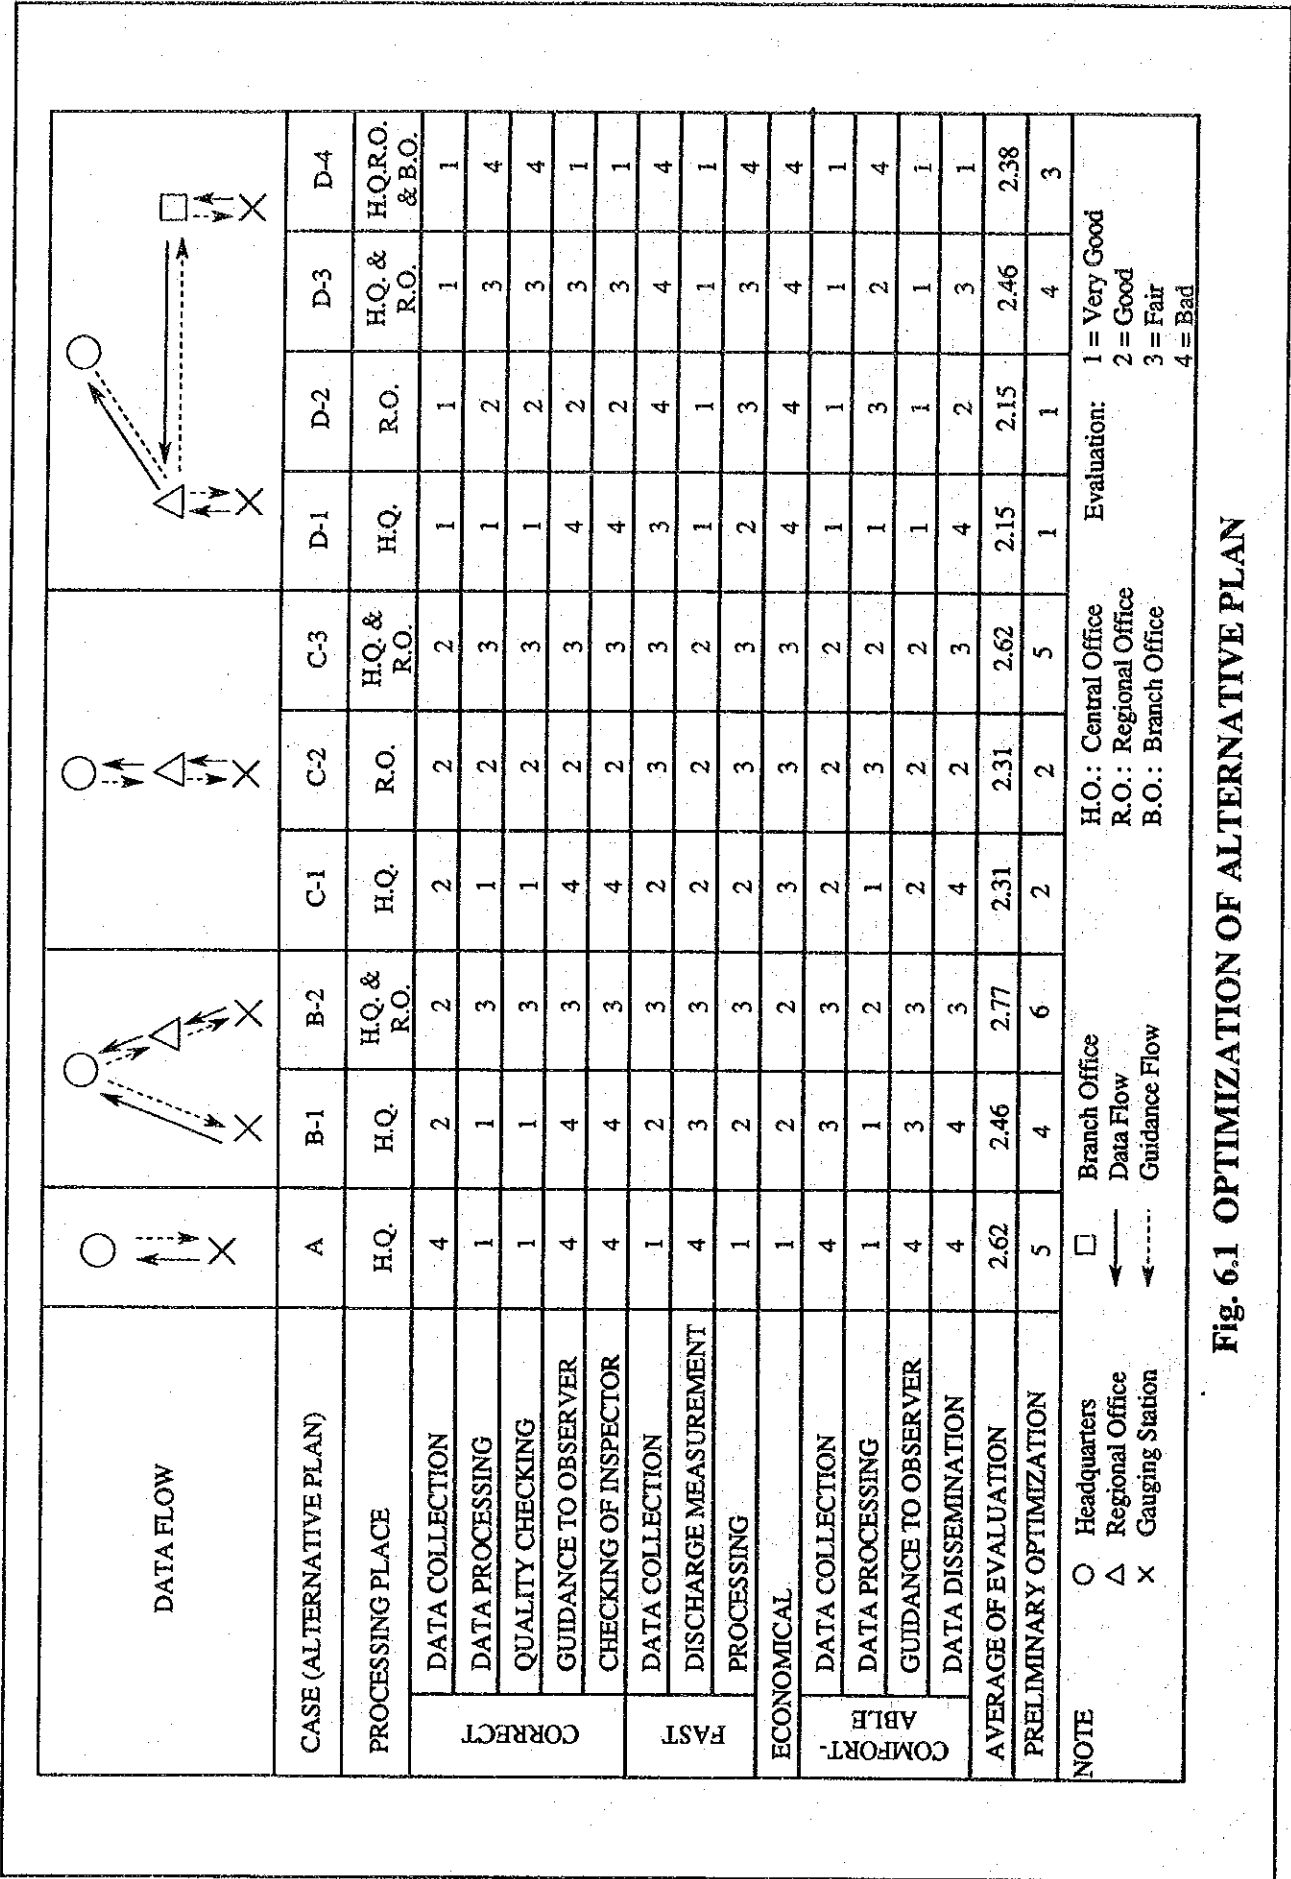 DATA FLOW
CASE (ALTERNATIVE PLAN) A B-1 B-2 C-1 C-2 C-3 D-1 D-2 D-3 D-4
PROCESSING PLACE H.Q. H.Q. H.Q. & R.O. H.Q. R.O. H.Q. & R.O. H.Q. R.O. H.Q. & R.O. H.Q.R.O. & B.O.
CORRECT
DATA COLLECTION 4 2 2 2 2 2 1 1 1 1
DATA PROCESSING 1 1 3 1 2 3 1 2 3 4
QUALITY CHECKING 1 1 3 1 2 3 1 2 3 4
GUIDANCE TO OBSERVER 4 4 3 4 2 3 4 2 3 1
CHECKING OF INSPECTOR 4 4 3 4 2 3 4 2 3 1
FAST
DATA COLLECTION 1 2 3 2 3 3 3 4 4 4
DISCHARGE MEASUREMENT 4 3 3 2 2 2 1 1 1 1
PROCESSING 1 2 3 2 3 3 2 3 3 4
ECONOMICAL 1 2 2 3 3 3 4 4 4 4
COMFORT-
ABLE
DATA COLLECTION 4 3 3 2 2 2 1 1 1 1
DATA PROCESSING 1 1 2 1 3 2 1 3 2 4
GUIDANCE TO OBSERVER 4 3 3 2 2 2 1 1 1 1
DATA DISSEMINATION 4 4 3 4 2 3 4 2 3 1
AVERAGE OF EVALUATION 2.62 2.46 2.77 2.31 2.31 2.62 2.15 2.15 2.46 2.38
PRELIMINARY OPTIMIZATION 5 4 6 2 2 5 1 1 4 3
NOTE
Headquarters
Regional Office
Gauging Station
Branch Office
Data Flow
Guidance Flow
H.O.: Central Office
R.O.: Regional Office
B.O.: Branch Office
Evaluation: 1 = Very Good
2 = Good
3 = Fair
4 = Bad
Fig. 6.1 OPTIMIZATION OF ALTERNATIVE PLAN